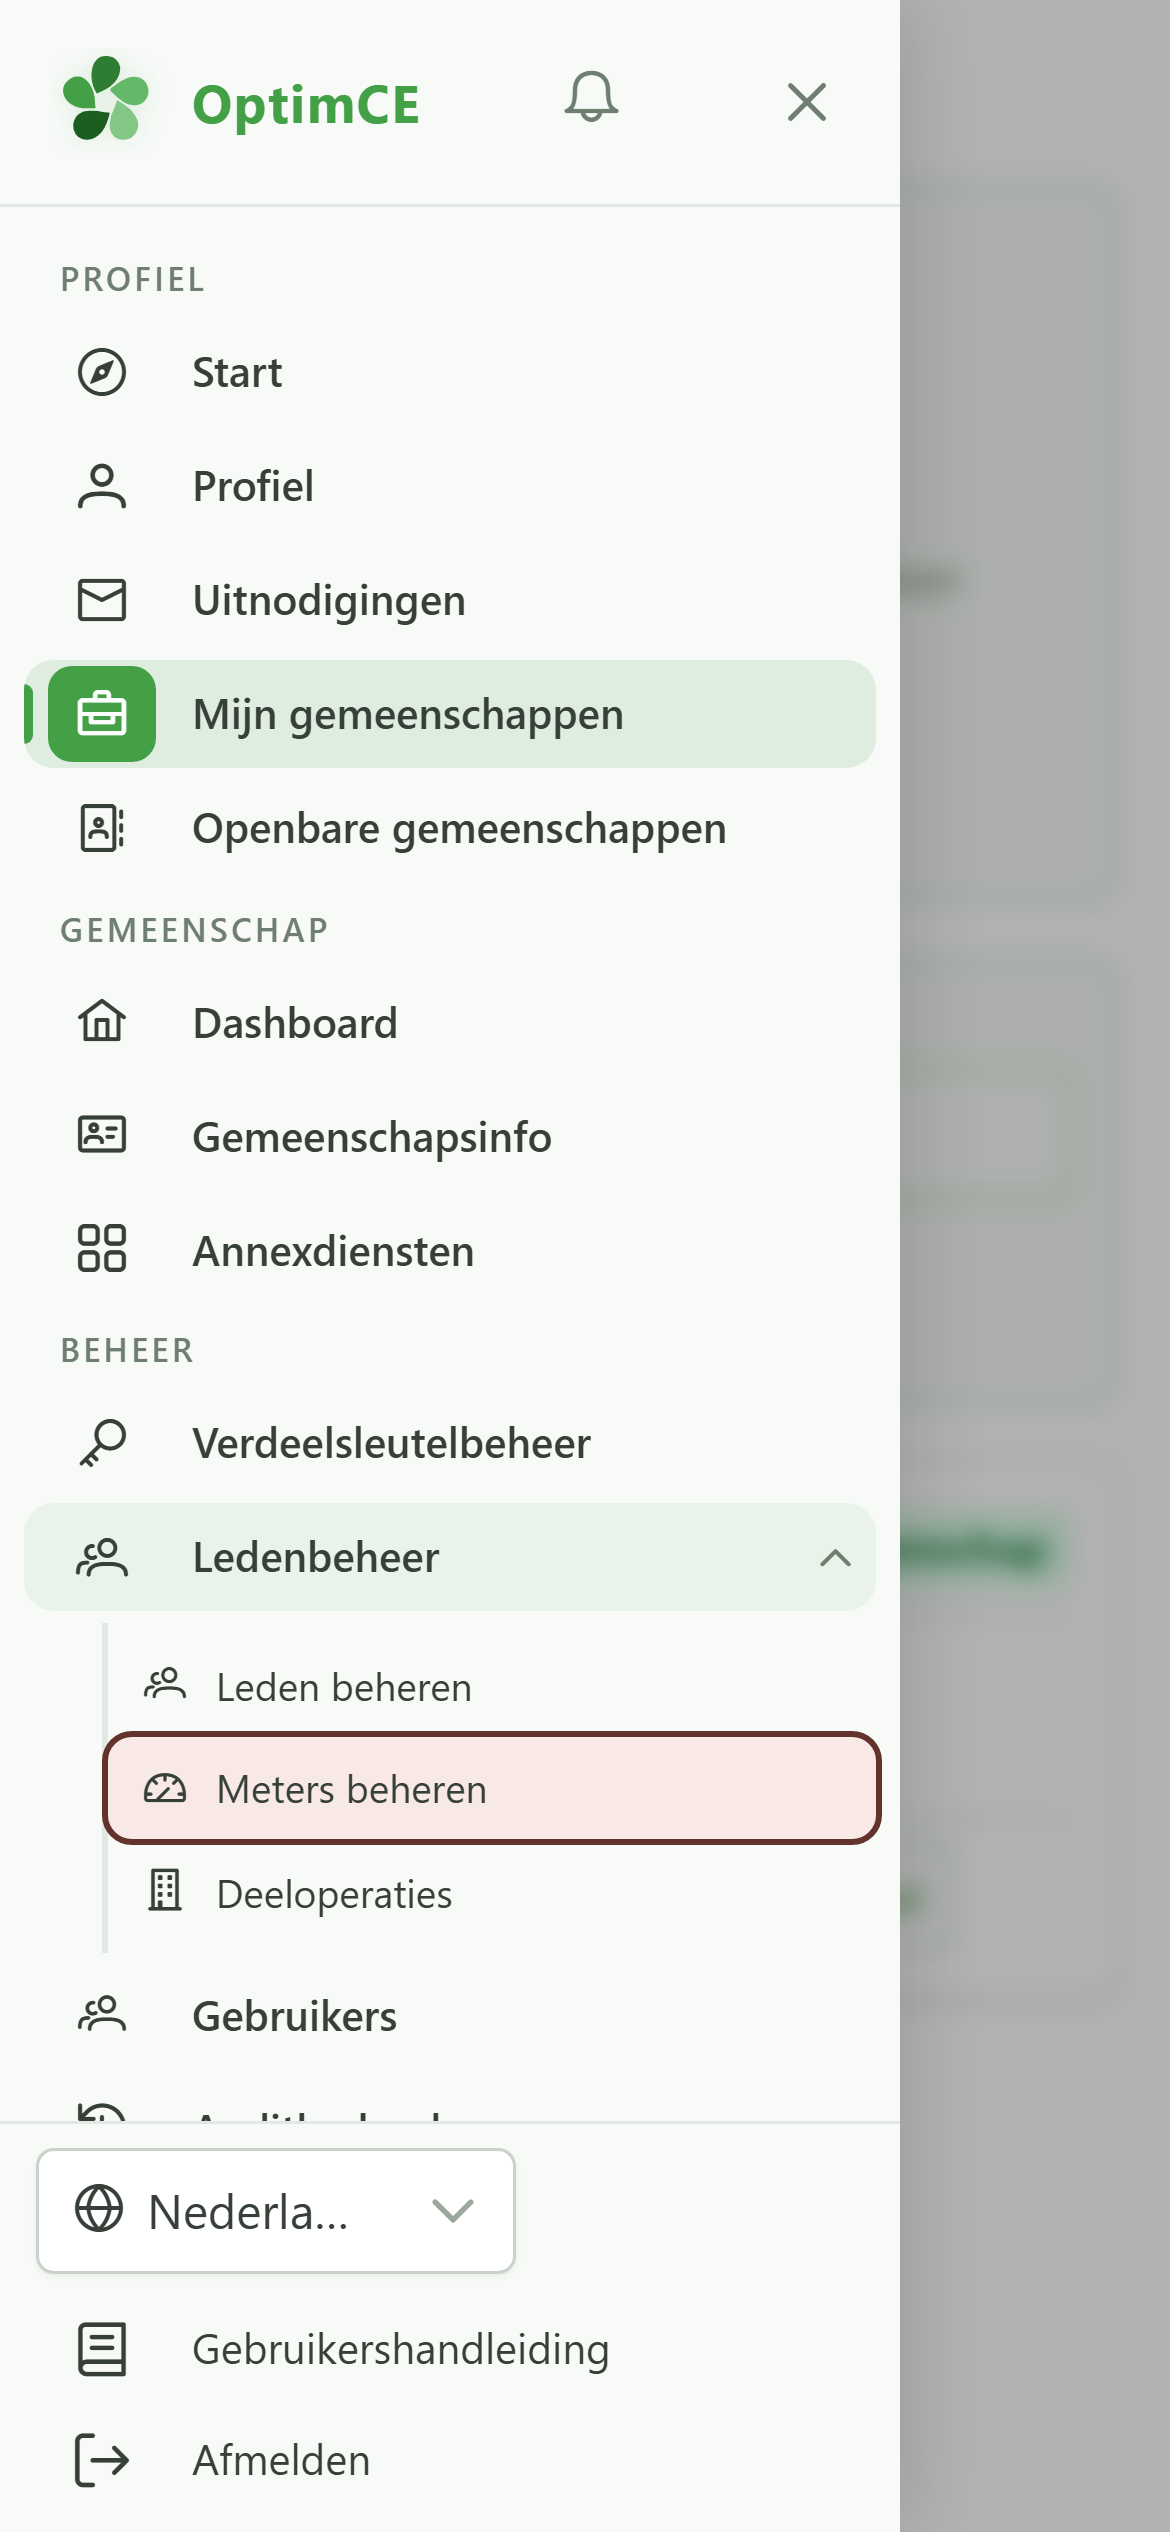 OptimCE
PROFIEL
Start
Profiel
Uitnodigingen
Mijn gemeenschappen
Openbare gemeenschappen
GEMEENSCHAP
Dashboard
Gemeenschapsinfo
Annexdiensten
BEHEER
Verdeelsleutelbeheer
Ledenbeheer
Leden beheren
Meters beheren
Deeloperaties
Gebruikers
Nederla...
Gebruikershandleiding
Afmelden